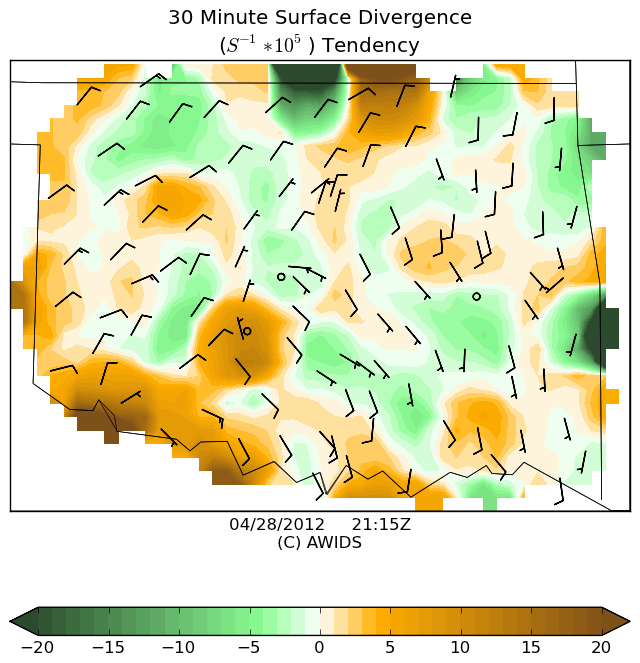 30 Minute Surface Divergence
(S⁻¹ *10⁵ ) Tendency
04/28/2012 21:15Z
(C) AWIDS
−20 −15 −10 −5 0 5 10 15 20